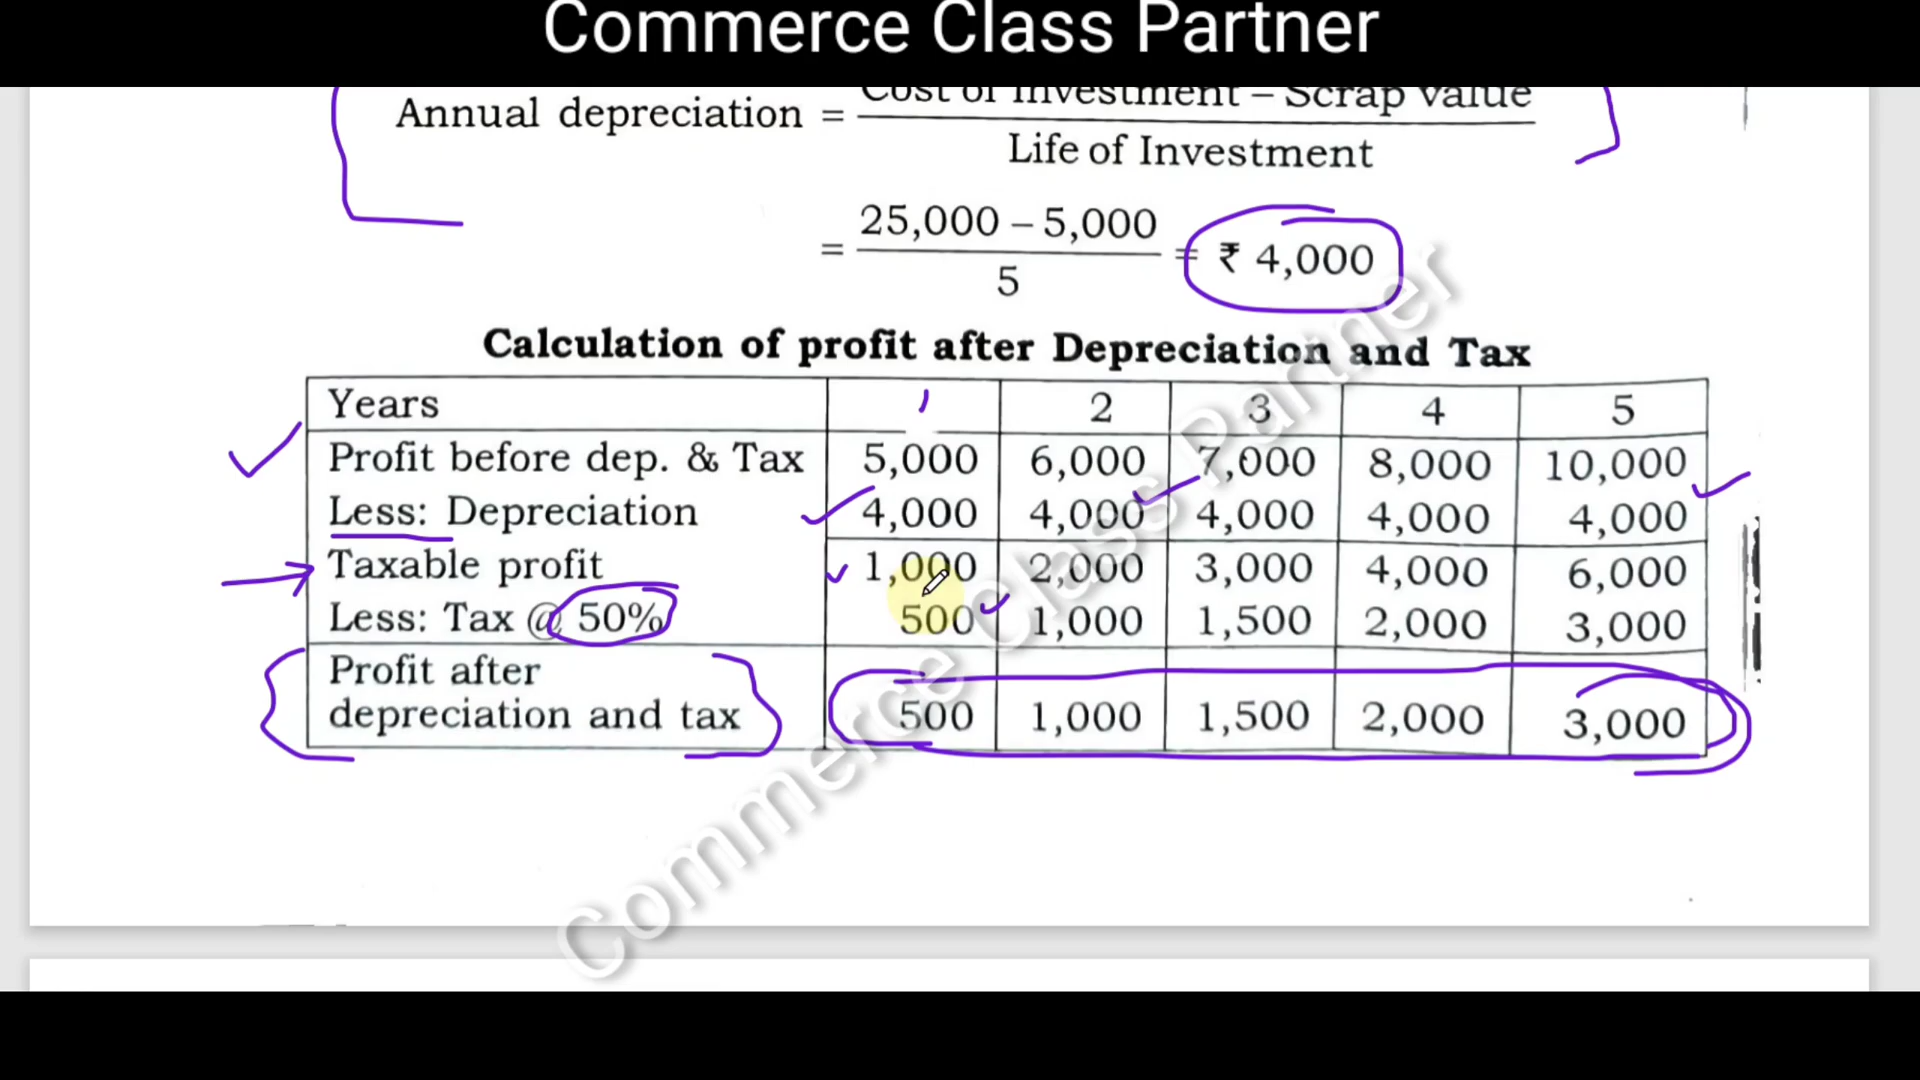 Commerce Class Partner
Cost of Investment – Scrap value
Annual depreciation =
Life of Investment
25,000 – 5,000
= = ₹ 4,000
5
Calculation of profit after Depreciation and Tax
Years 1 2 3 4 5
Profit before dep. & Tax 5,000 6,000 7,000 8,000 10,000
Less: Depreciation 4,000 4,000 4,000 4,000 4,000
Taxable profit 1,000 2,000 3,000 4,000 6,000
Less: Tax @ 50% 500 1,000 1,500 2,000 3,000
Profit after
depreciation and tax 500 1,000 1,500 2,000 3,000
Commerce Class Partner